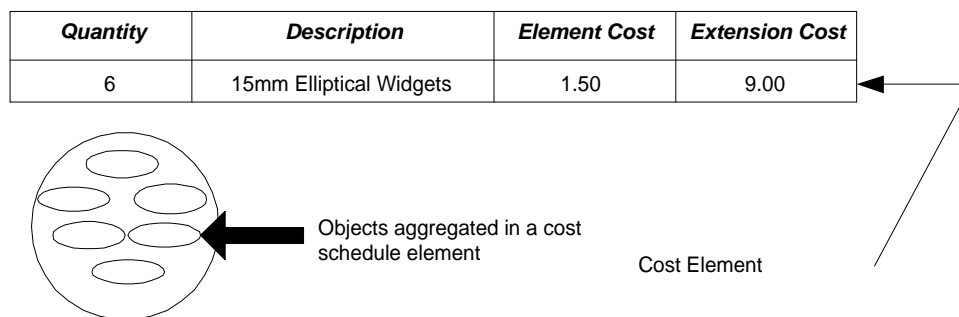 Quantity Description Element Cost Extension Cost
6 15mm Elliptical Widgets 1.50 9.00
Objects aggregated in a cost
schedule element
Cost Element